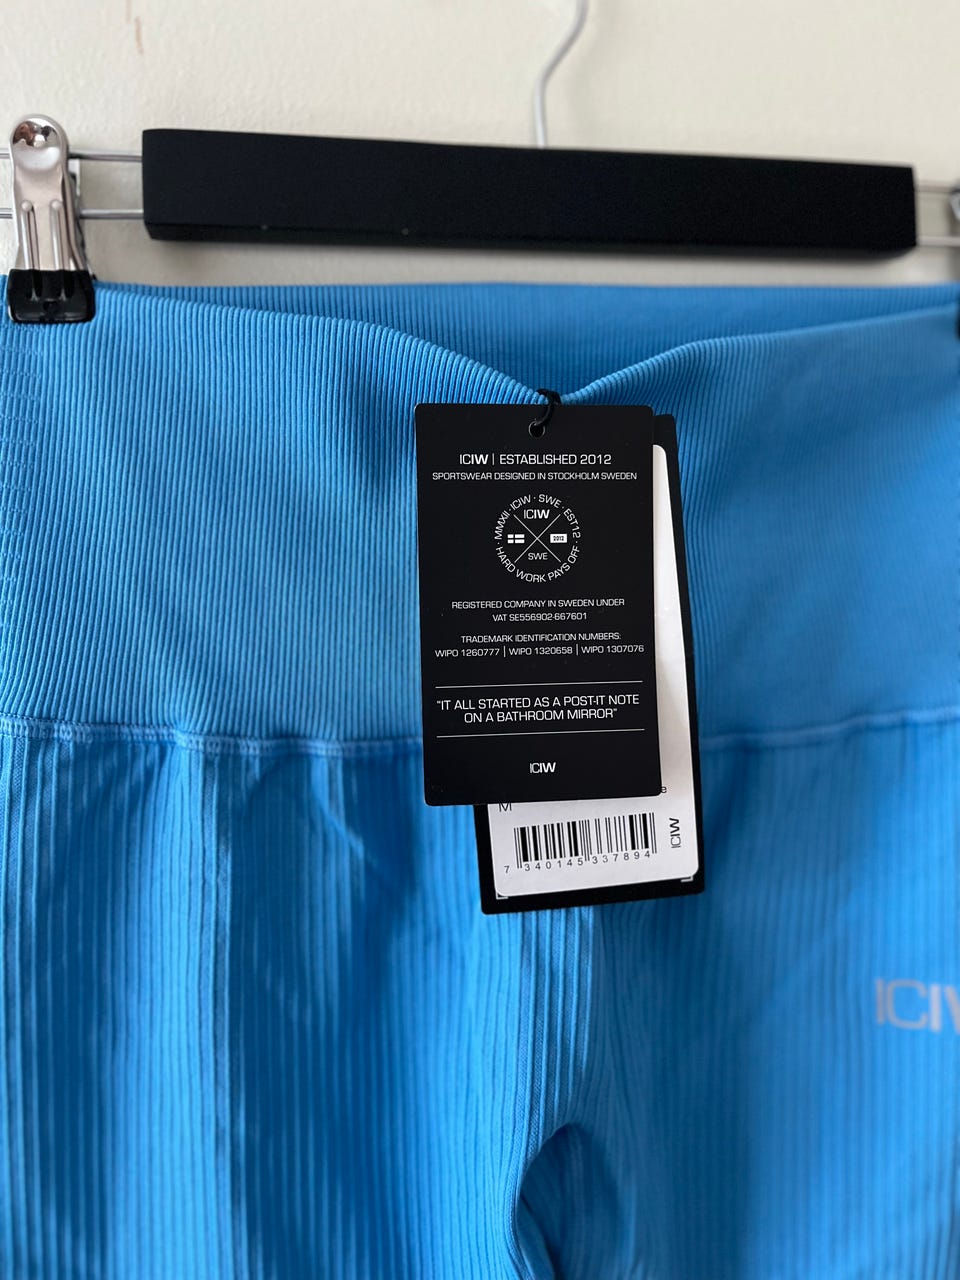 ICIW | ESTABLISHED 2012
SPORTSWEAR DESIGNED IN STOCKHOLM SWEDEN
· MMXII · ICIW · SWE · EST12 · HARD WORK PAYS OFF
ICIW
2012
SWE
REGISTERED COMPANY IN SWEDEN UNDER
VAT SE556902-667601
TRADEMARK IDENTIFICATION NUMBERS:
WIPO 1260777 | WIPO 1320658 | WIPO 1307076
"IT ALL STARTED AS A POST-IT NOTE
ON A BATHROOM MIRROR"
ICIW
M
7 340145 337894
ICIW
ICIW